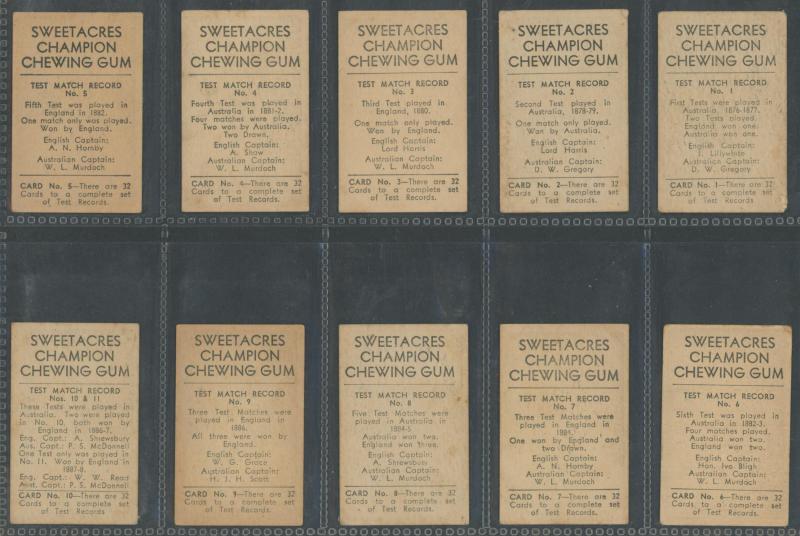 SWEETACRES
CHAMPION
CHEWING GUM
TEST MATCH RECORD
No. 5
Fifth Test was played in
England in 1882.
One match only was played.
Won by England.
English Captain:
A. N. Hornby
Australian Captain:
W. L. Murdoch
CARD No. 5—There are 32
Cards to a complete set
of Test Records.
SWEETACRES
CHAMPION
CHEWING GUM
TEST MATCH RECORD
No. 4
Fourth Test was played in
Australia in 1881-2.
Four matches were played.
Two won by Australia.
Two Drawn.
English Captain:
A. Shaw
Australian Captain:
W. L. Murdoch
CARD No. 4—There are 32
Cards to a complete set
of Test Records.
SWEETACRES
CHAMPION
CHEWING GUM
TEST MATCH RECORD
No. 3
Third Test played in
England, 1880.
One match only played.
Won by England.
English Captain:
Lord Harris
Australian Captain:
W. L. Murdoch
CARD No. 3—There are 32
Cards to a complete set
of Test Records.
SWEETACRES
CHAMPION
CHEWING GUM
TEST MATCH RECORD
No. 2
Second Test played in
Australia, 1878-79.
One match only played.
Won by Australia.
English Captain:
Lord Harris
Australian Captain:
D. W. Gregory
CARD No. 2—There are 32
Cards to a complete set
of Test Records.
SWEETACRES
CHAMPION
CHEWING GUM
TEST MATCH RECORD
No. 1
First Tests were played in
Australia, 1876-1877.
Two Tests played.
England won one.
Australia won one.
English Captain:
J. Lillywhite
Australian Captain:
D. W. Gregory
CARD No. 1—There are 32
Cards to a complete set
of Test Records.
SWEETACRES
CHAMPION
CHEWING GUM
TEST MATCH RECORD
Nos. 10 & 11
These Tests were played in
Australia. Two were played
in No. 10, both won by
England in 1886-7.
Eng. Capt.: A. Shrewsbury
Aus. Capt.: P. S. McDonnell
One Test only was played in
No. 11. Won by England in
1887-8.
Eng. Capt.: W. W. Read
Aust. Capt.: P. S. McDonnell
CARD No. 10—There are 32
Cards to a complete set
of Test Records
SWEETACRES
CHAMPION
CHEWING GUM
TEST MATCH RECORD
No. 9
Three Test Matches were
played in England in
1886.
All three were won by
England.
English Captain:
W. G. Grace
Australian Captain:
H. J. H. Scott
CARD No. 9—There are 32
Cards to a complete set
of Test Records.
SWEETACRES
CHAMPION
CHEWING GUM
TEST MATCH RECORD
No. 8
Five Test Matches were
played in Australia in
1884-5
Australia won two.
England won three.
English Captain:
A. Shrewsbury
Australian Captain:
W. L. Murdoch
CARD No. 8—There are 32
Cards to a complete set
of Test Records.
SWEETACRES
CHAMPION
CHEWING GUM
TEST MATCH RECORD
No. 7
Three Test Matches were
played in England in
1884.
One won by England and
two Drawn.
English Captain:
A. N. Hornby
Australian Captain:
W. L. Murdoch
CARD No. 7—There are 32
Cards to a complete set
of Test Records.
SWEETACRES
CHAMPION
CHEWING GUM
TEST MATCH RECORD
No. 6
Sixth Test was played in
Australia in 1882-3.
Four matches played.
Australia won two.
England won two.
English Captain:
Hon. Ivo Bligh
Australian Captain:
W. L. Murdoch
CARD No. 6—There are 32
Cards to a complete set
of Test Records.